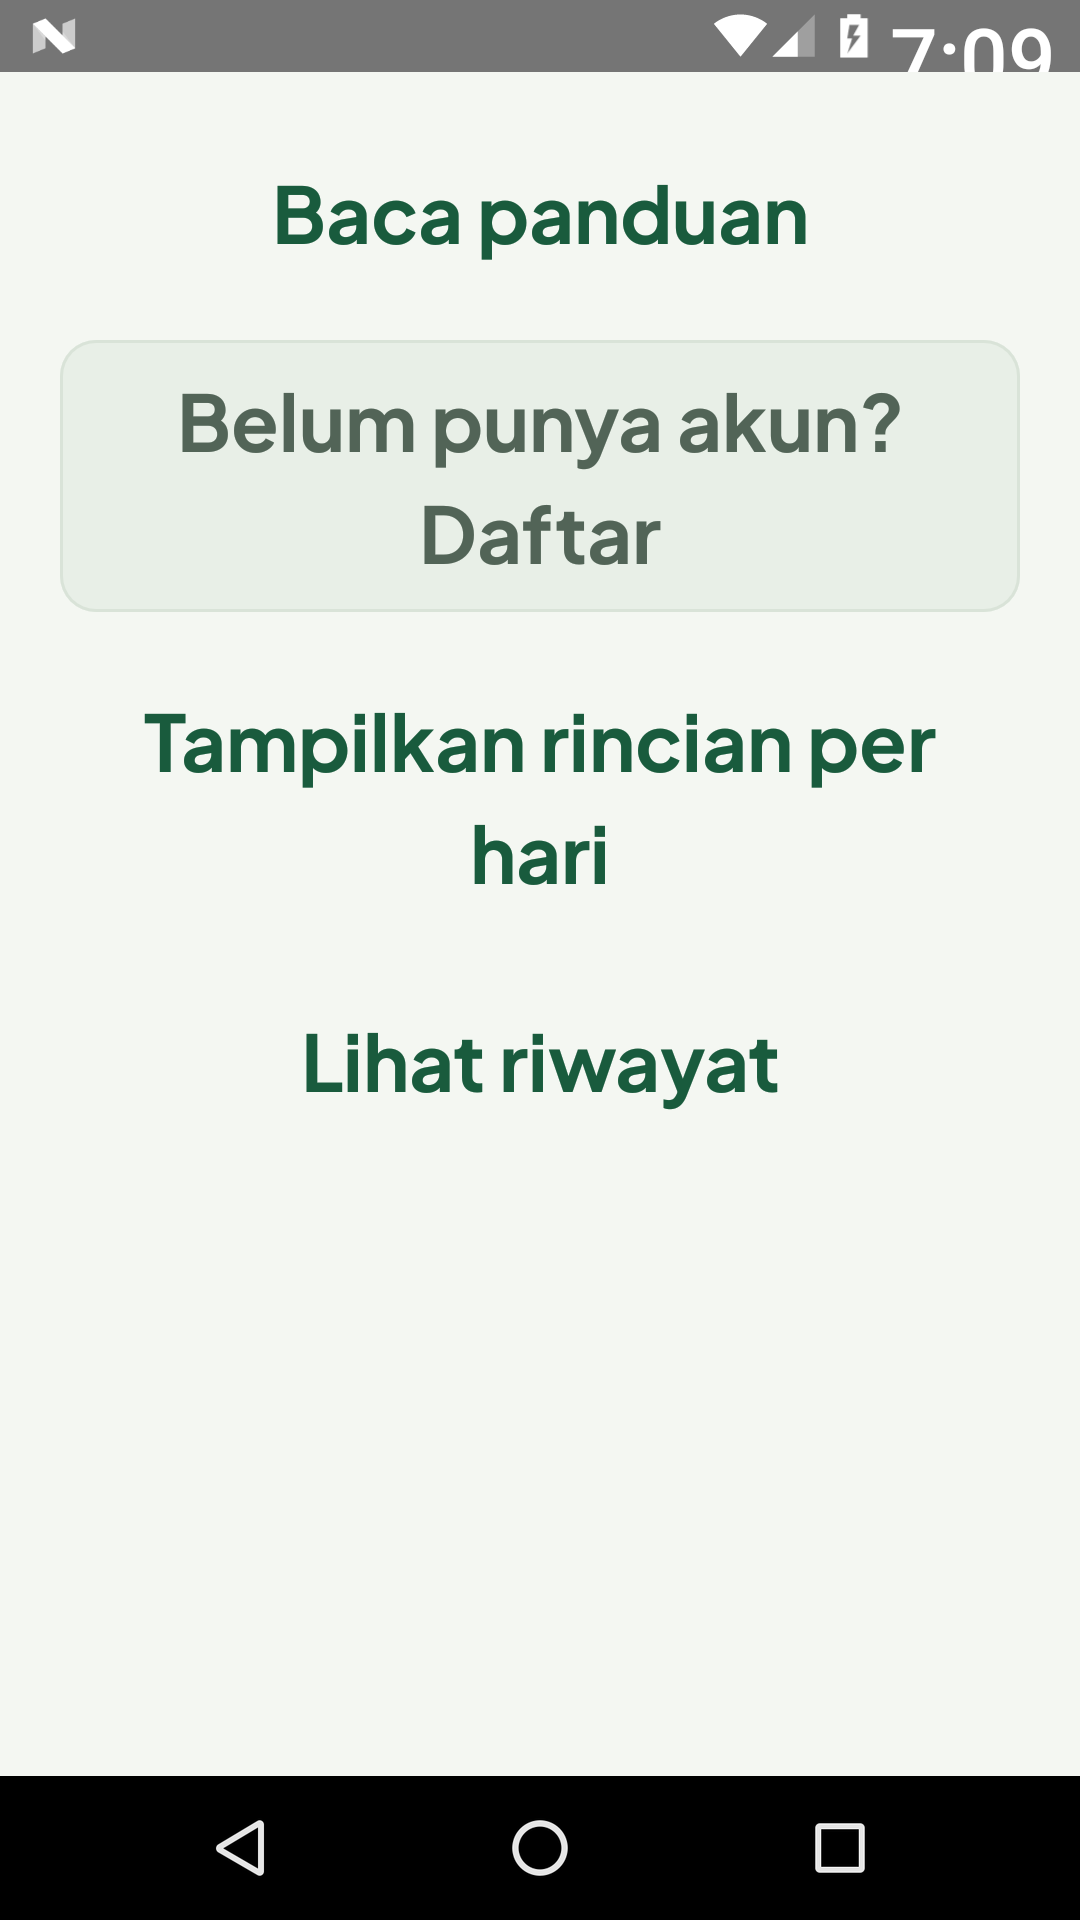 7:09
Baca panduan
Belum punya akun?
Daftar
Tampilkan rincian per
hari
Lihat riwayat